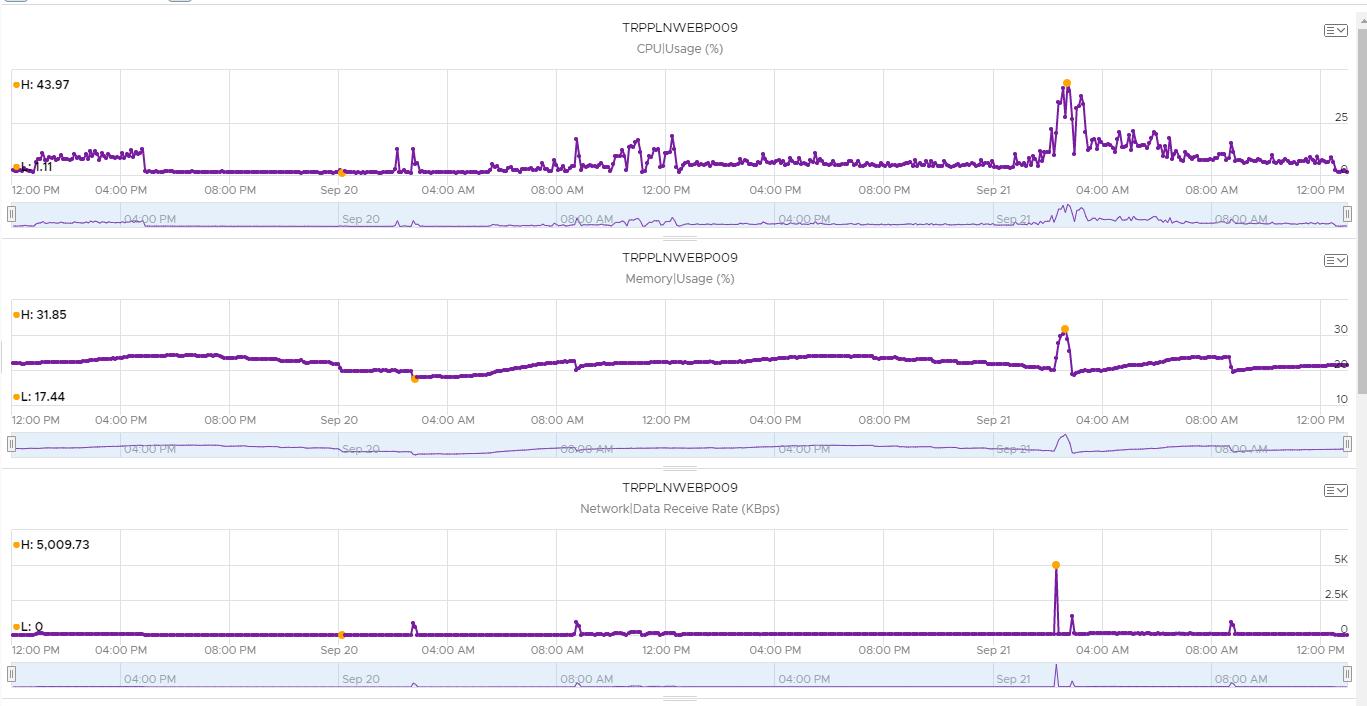 TRPPLNWEBP009
CPU|Usage (%)
H: 43.97
25
L: 1.11
0
12:00 PM 04:00 PM 08:00 PM Sep 20 04:00 AM 08:00 AM 12:00 PM 04:00 PM 08:00 PM Sep 21 04:00 AM 08:00 AM 12:00 PM
04:00 PM Sep 20 08:00 AM 04:00 PM Sep 21 08:00 AM
TRPPLNWEBP009
Memory|Usage (%)
H: 31.85
30
20
L: 17.44
10
12:00 PM 04:00 PM 08:00 PM Sep 20 04:00 AM 08:00 AM 12:00 PM 04:00 PM 08:00 PM Sep 21 04:00 AM 08:00 AM 12:00 PM
04:00 PM Sep 20 08:00 AM 04:00 PM Sep 21 08:00 AM
TRPPLNWEBP009
Network|Data Receive Rate (KBps)
H: 5,009.73
5K
2.5K
L: 0
0
12:00 PM 04:00 PM 08:00 PM Sep 20 04:00 AM 08:00 AM 12:00 PM 04:00 PM 08:00 PM Sep 21 04:00 AM 08:00 AM 12:00 PM
04:00 PM Sep 20 08:00 AM 04:00 PM Sep 21 08:00 AM